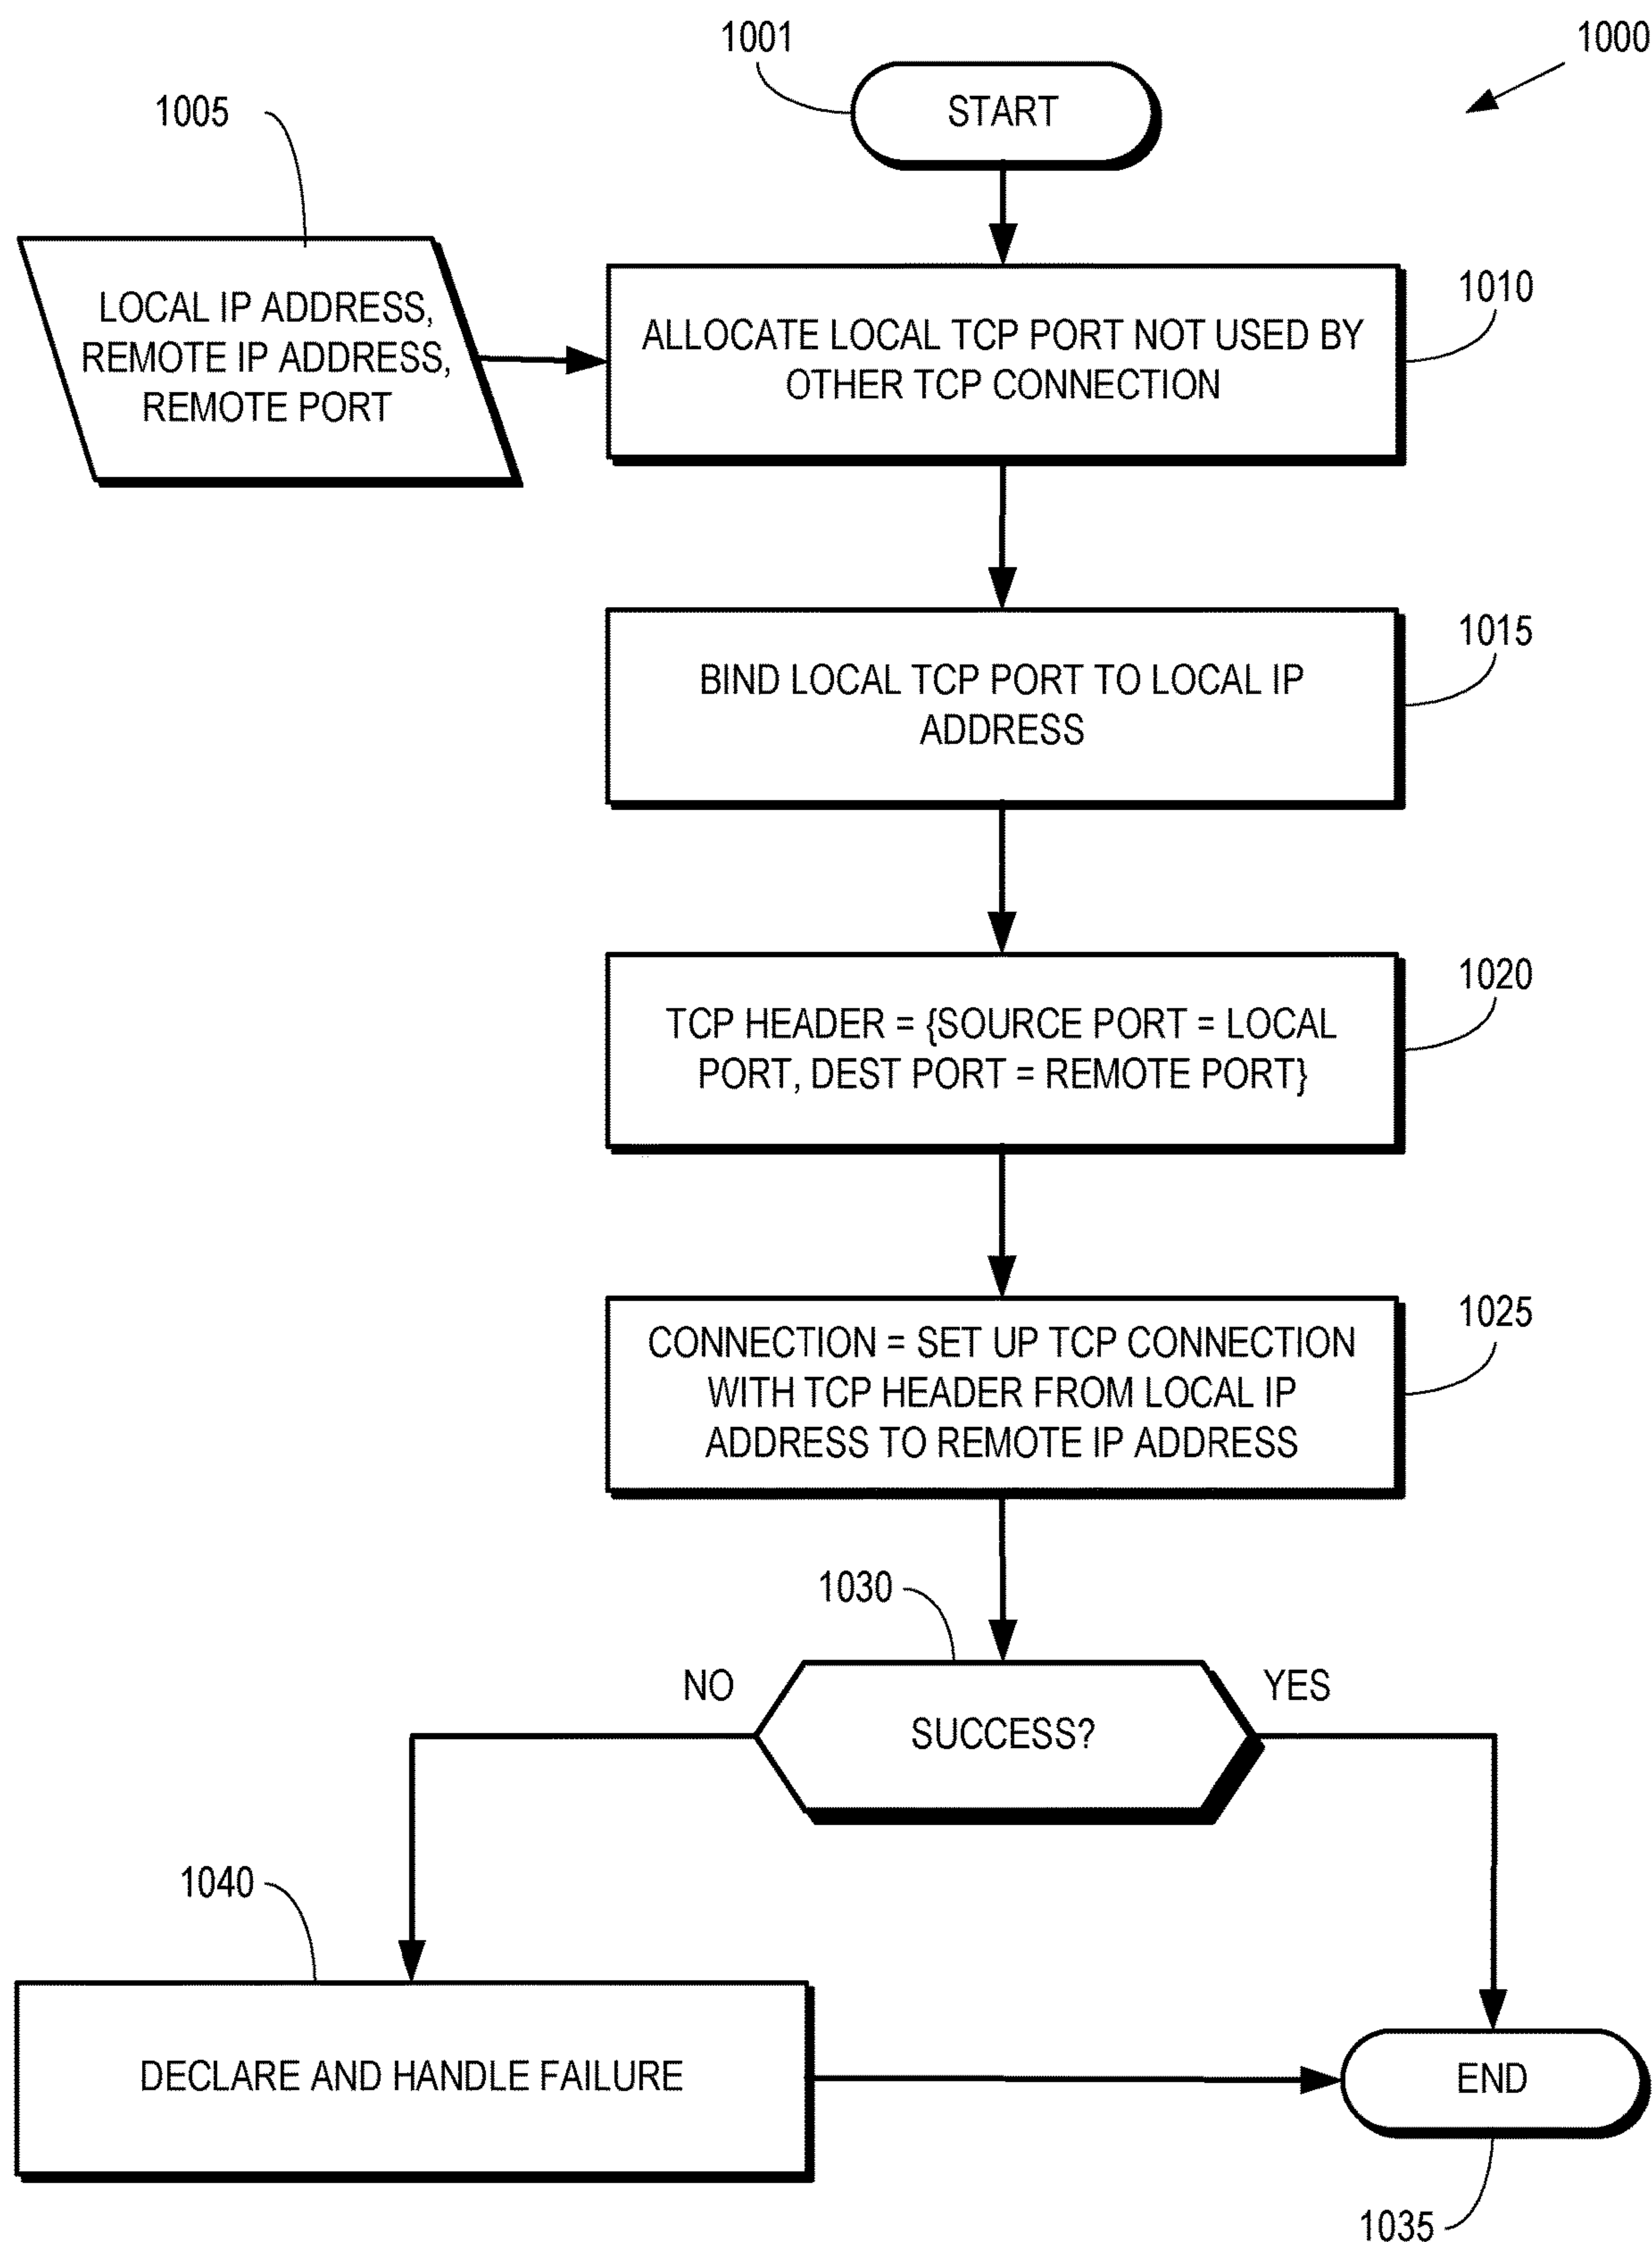 1001
1000
START
1005
LOCAL IP ADDRESS,
REMOTE IP ADDRESS,
REMOTE PORT
1010
ALLOCATE LOCAL TCP PORT NOT USED BY
OTHER TCP CONNECTION
1015
BIND LOCAL TCP PORT TO LOCAL IP
ADDRESS
1020
TCP HEADER = {SOURCE PORT = LOCAL
PORT, DEST PORT = REMOTE PORT}
1025
CONNECTION = SET UP TCP CONNECTION
WITH TCP HEADER FROM LOCAL IP
ADDRESS TO REMOTE IP ADDRESS
1030
NO
YES
SUCCESS?
1040
DECLARE AND HANDLE FAILURE
END
1035